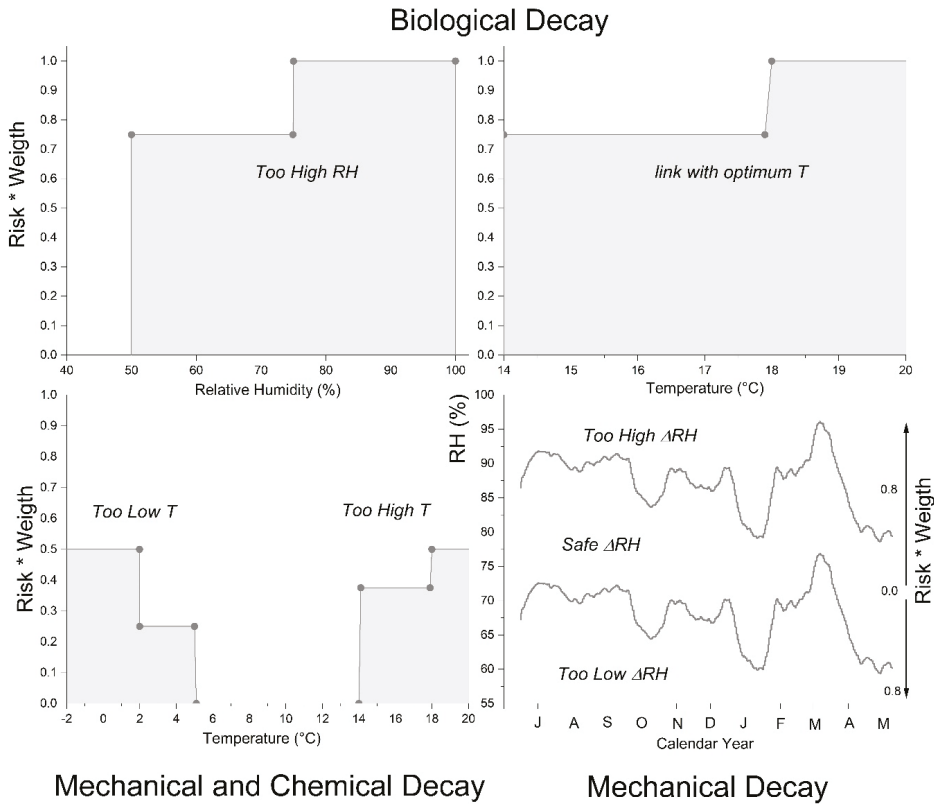 Biological Decay
Risk * Weigth
1.0
0.9
0.8
0.7
0.6
0.5
0.4
0.3
0.2
0.1
0.0
Too High RH
40 50 60 70 80 90 100
Relative Humidity (%)
1.0
0.9
0.8
0.7
0.6
0.5
0.4
0.3
0.2
0.1
0.0
link with optimum T
14 15 16 17 18 19 20
Temperature (°C)
Risk * Weigth
1.0
0.9
0.8
0.7
0.6
0.5
0.4
0.3
0.2
0.1
0.0
Too Low T
Too High T
-2 0 2 4 6 8 10 12 14 16 18 20
Temperature (°C)
Mechanical and Chemical Decay
RH (%)
100
95
90
85
80
75
70
65
60
55
Too High ΔRH
Safe ΔRH
Too Low ΔRH
0.8
0.0
0.8
Risk * Weigth
J A S O N D J F M A M
Calendar Year
Mechanical Decay